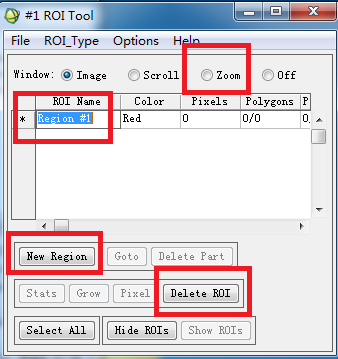 #1 ROI Tool
File ROI_Type Options Help
Window: Image Scroll Zoom Off
ROI Name Color Pixels Polygons P
* Region #1 Red 0 0/0 0,
New Region Goto Delete Part
Stats Grow Pixel Delete ROI
Select All Hide ROIs Show ROIs